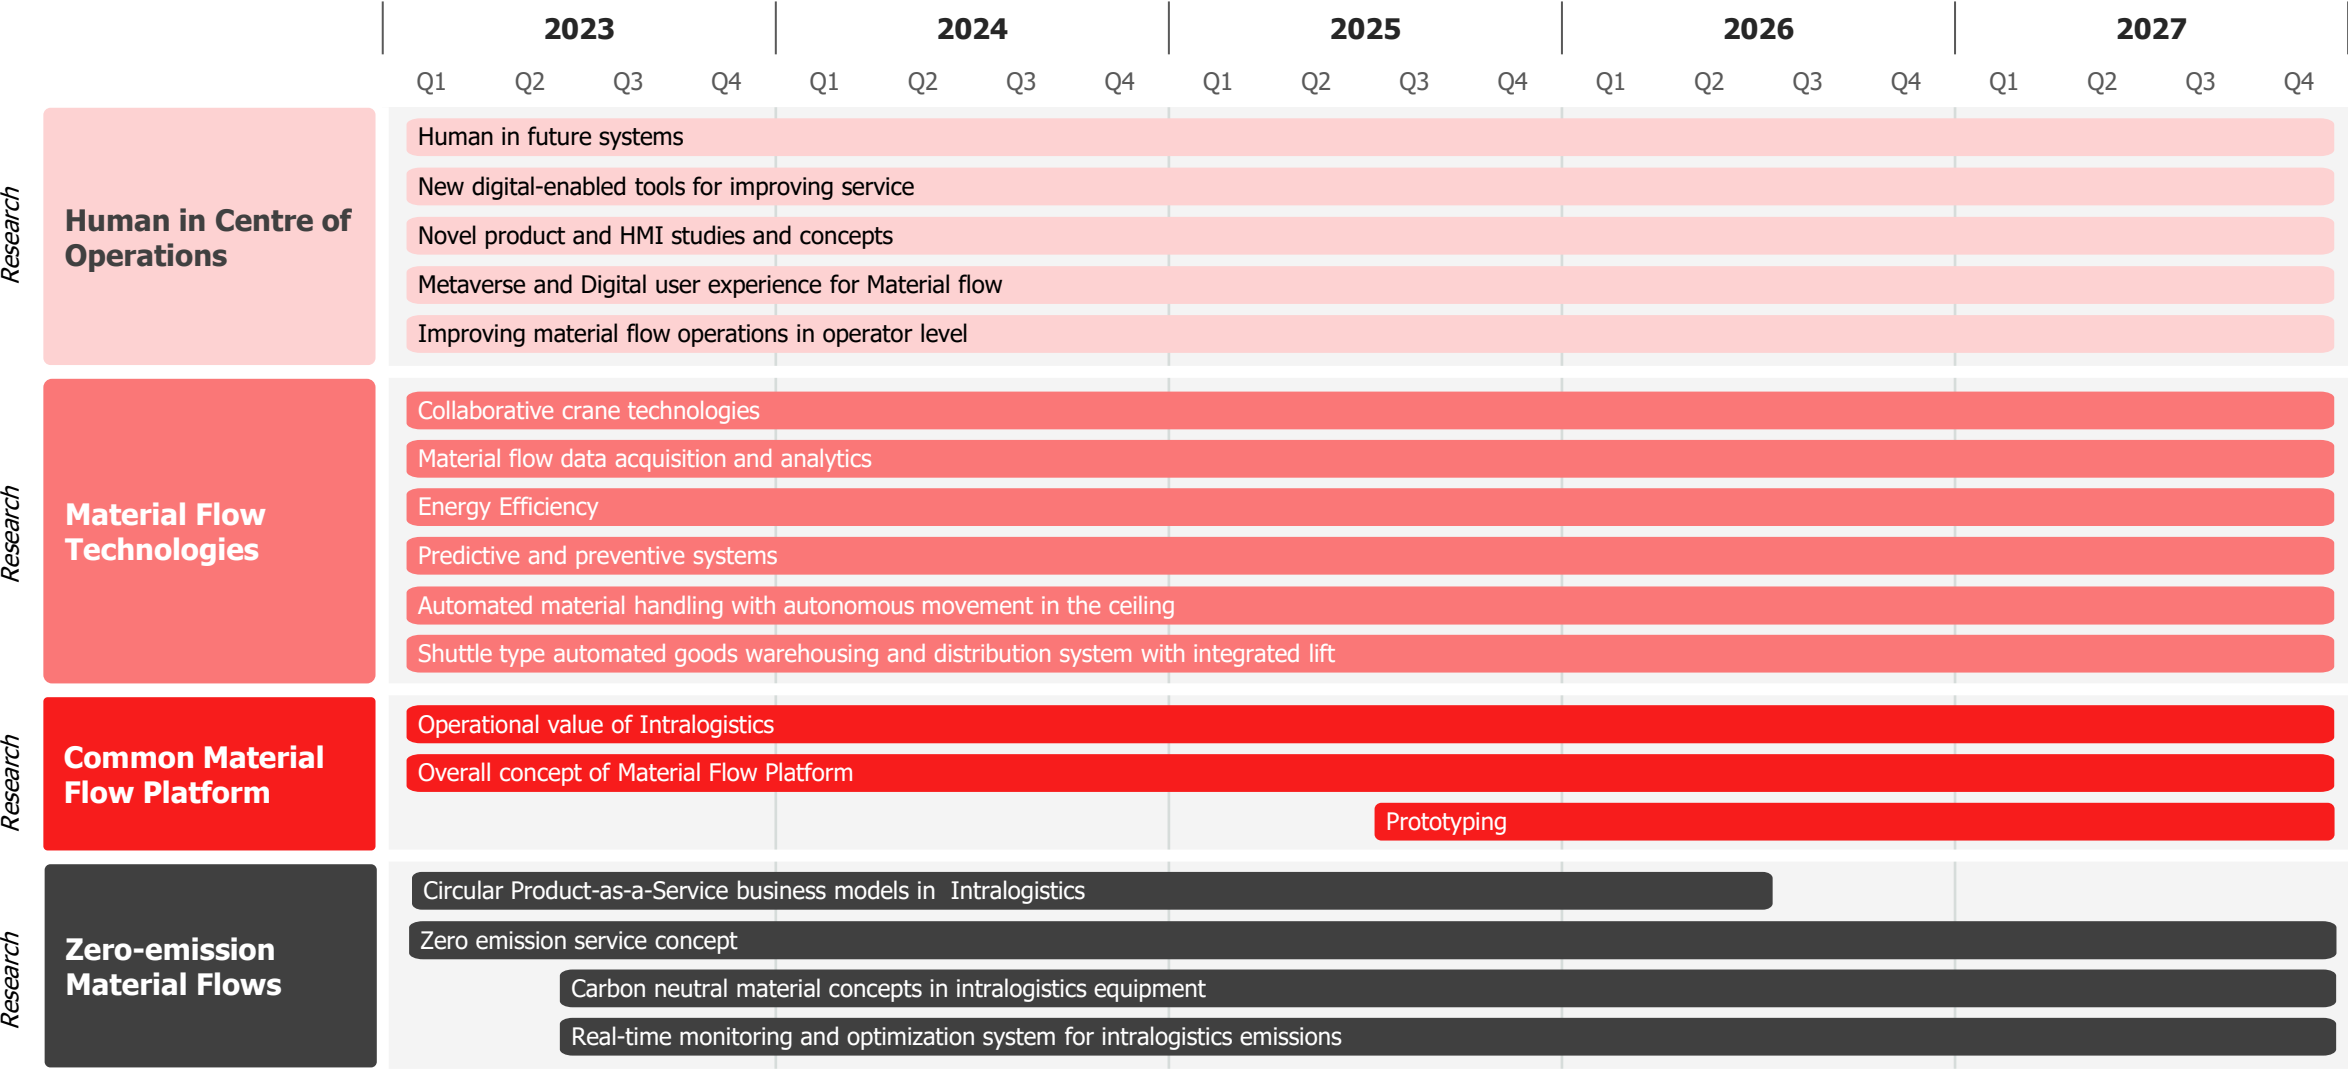 2023 2024 2025 2026 2027
Q1 Q2 Q3 Q4 Q1 Q2 Q3 Q4 Q1 Q2 Q3 Q4 Q1 Q2 Q3 Q4 Q1 Q2 Q3 Q4
Research
Human in Centre of
Operations
Human in future systems
New digital-enabled tools for improving service
Novel product and HMI studies and concepts
Metaverse and Digital user experience for Material flow
Improving material flow operations in operator level
Research
Material Flow
Technologies
Collaborative crane technologies
Material flow data acquisition and analytics
Energy Efficiency
Predictive and preventive systems
Automated material handling with autonomous movement in the ceiling
Shuttle type automated goods warehousing and distribution system with integrated lift
Research
Common Material
Flow Platform
Operational value of Intralogistics
Overall concept of Material Flow Platform
Prototyping
Research
Zero-emission
Material Flows
Circular Product-as-a-Service business models in  Intralogistics
Zero emission service concept
Carbon neutral material concepts in intralogistics equipment
Real-time monitoring and optimization system for intralogistics emissions